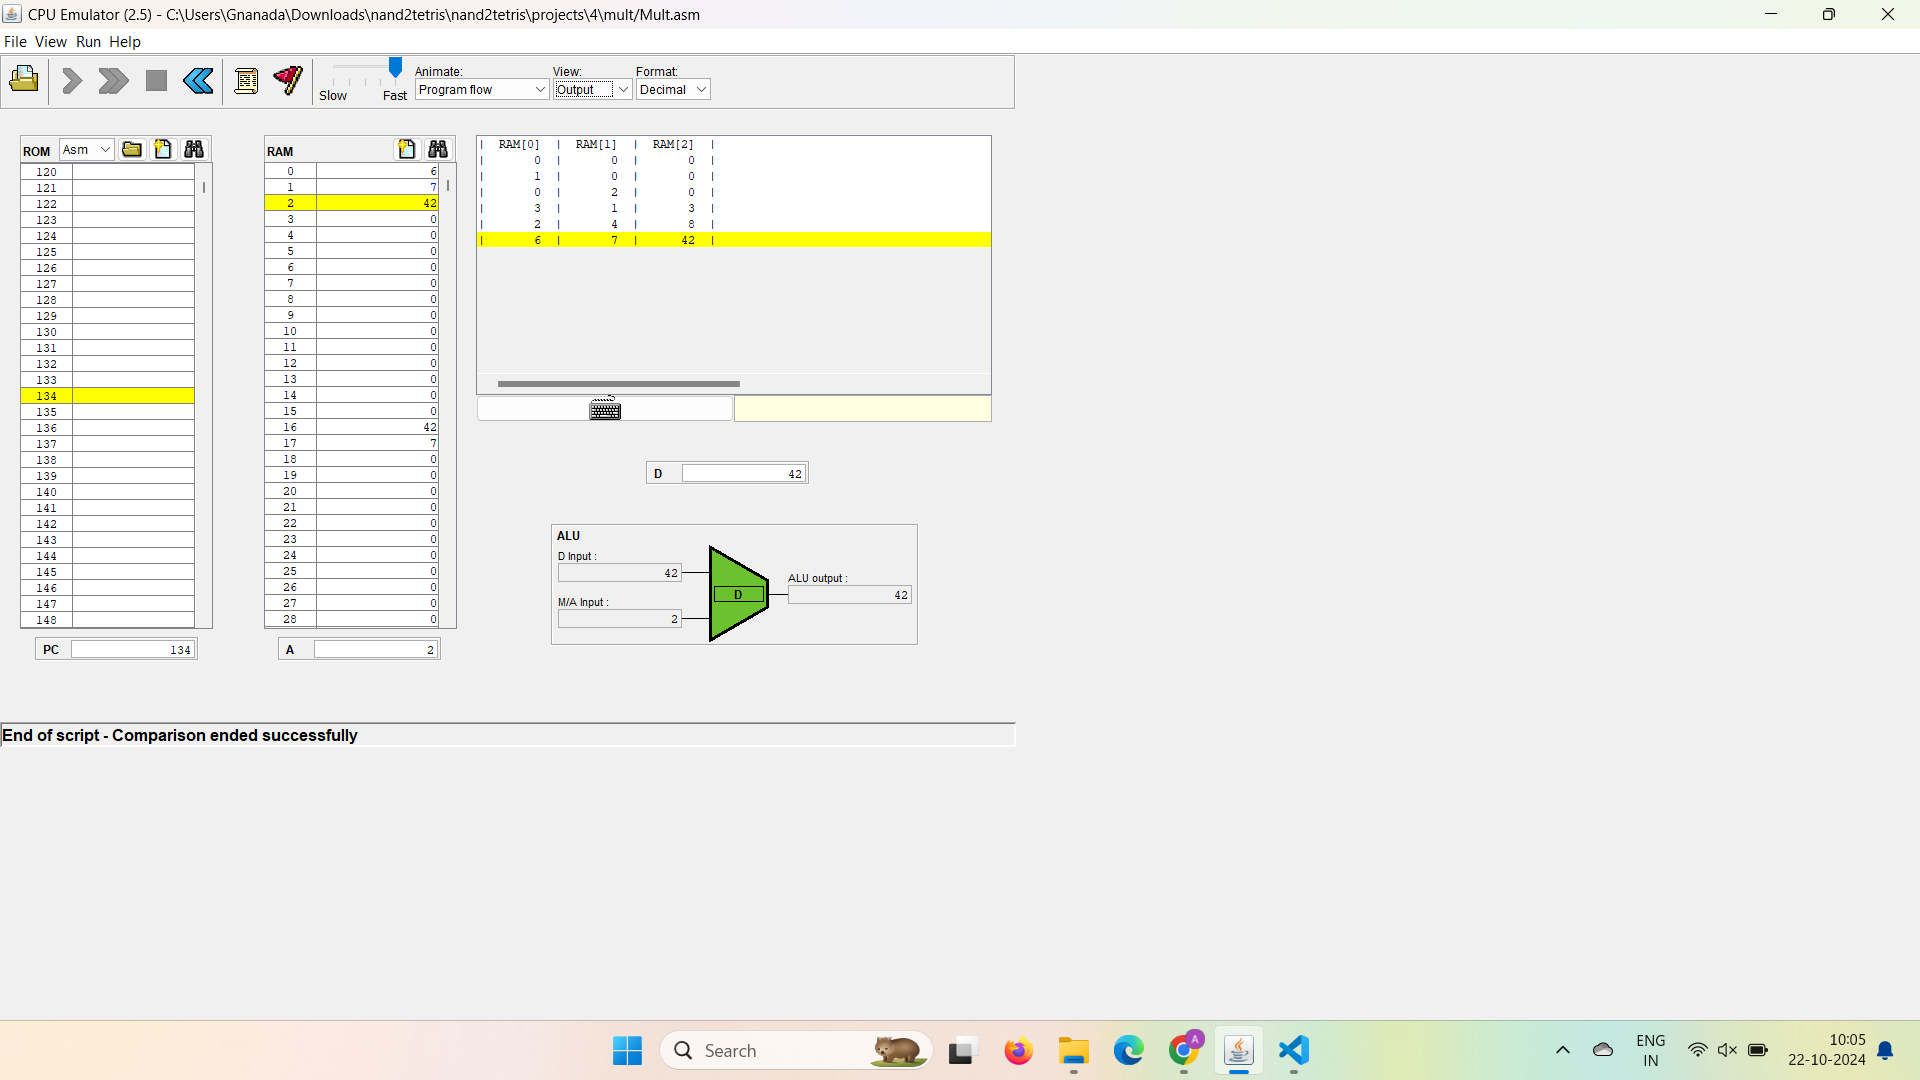 CPU Emulator (2.5) - C:\Users\Gnanada\Downloads\nand2tetris\nand2tetris\projects\4\mult/Mult.asm
File View Run Help
Slow Fast
Animate: Program flow
View: Output
Format: Decimal
ROM Asm
120
121
122
123
124
125
126
127
128
129
130
131
132
133
134
135
136
137
138
139
140
141
142
143
144
145
146
147
148
PC 134
RAM
0 6
1 7
2 42
3 0
4 0
5 0
6 0
7 0
8 0
9 0
10 0
11 0
12 0
13 0
14 0
15 0
16 42
17 7
18 0
19 0
20 0
21 0
22 0
23 0
24 0
25 0
26 0
27 0
28 0
A 2
| RAM[0] | RAM[1] | RAM[2] |
| 0 | 0 | 0 |
| 1 | 0 | 0 |
| 0 | 2 | 0 |
| 3 | 1 | 3 |
| 2 | 4 | 8 |
| 6 | 7 | 42 |
D 42
ALU
D Input :
42
M/A Input :
2
D
ALU output :
42
End of script - Comparison ended successfully
Search
A
ENG
IN
10:05
22-10-2024